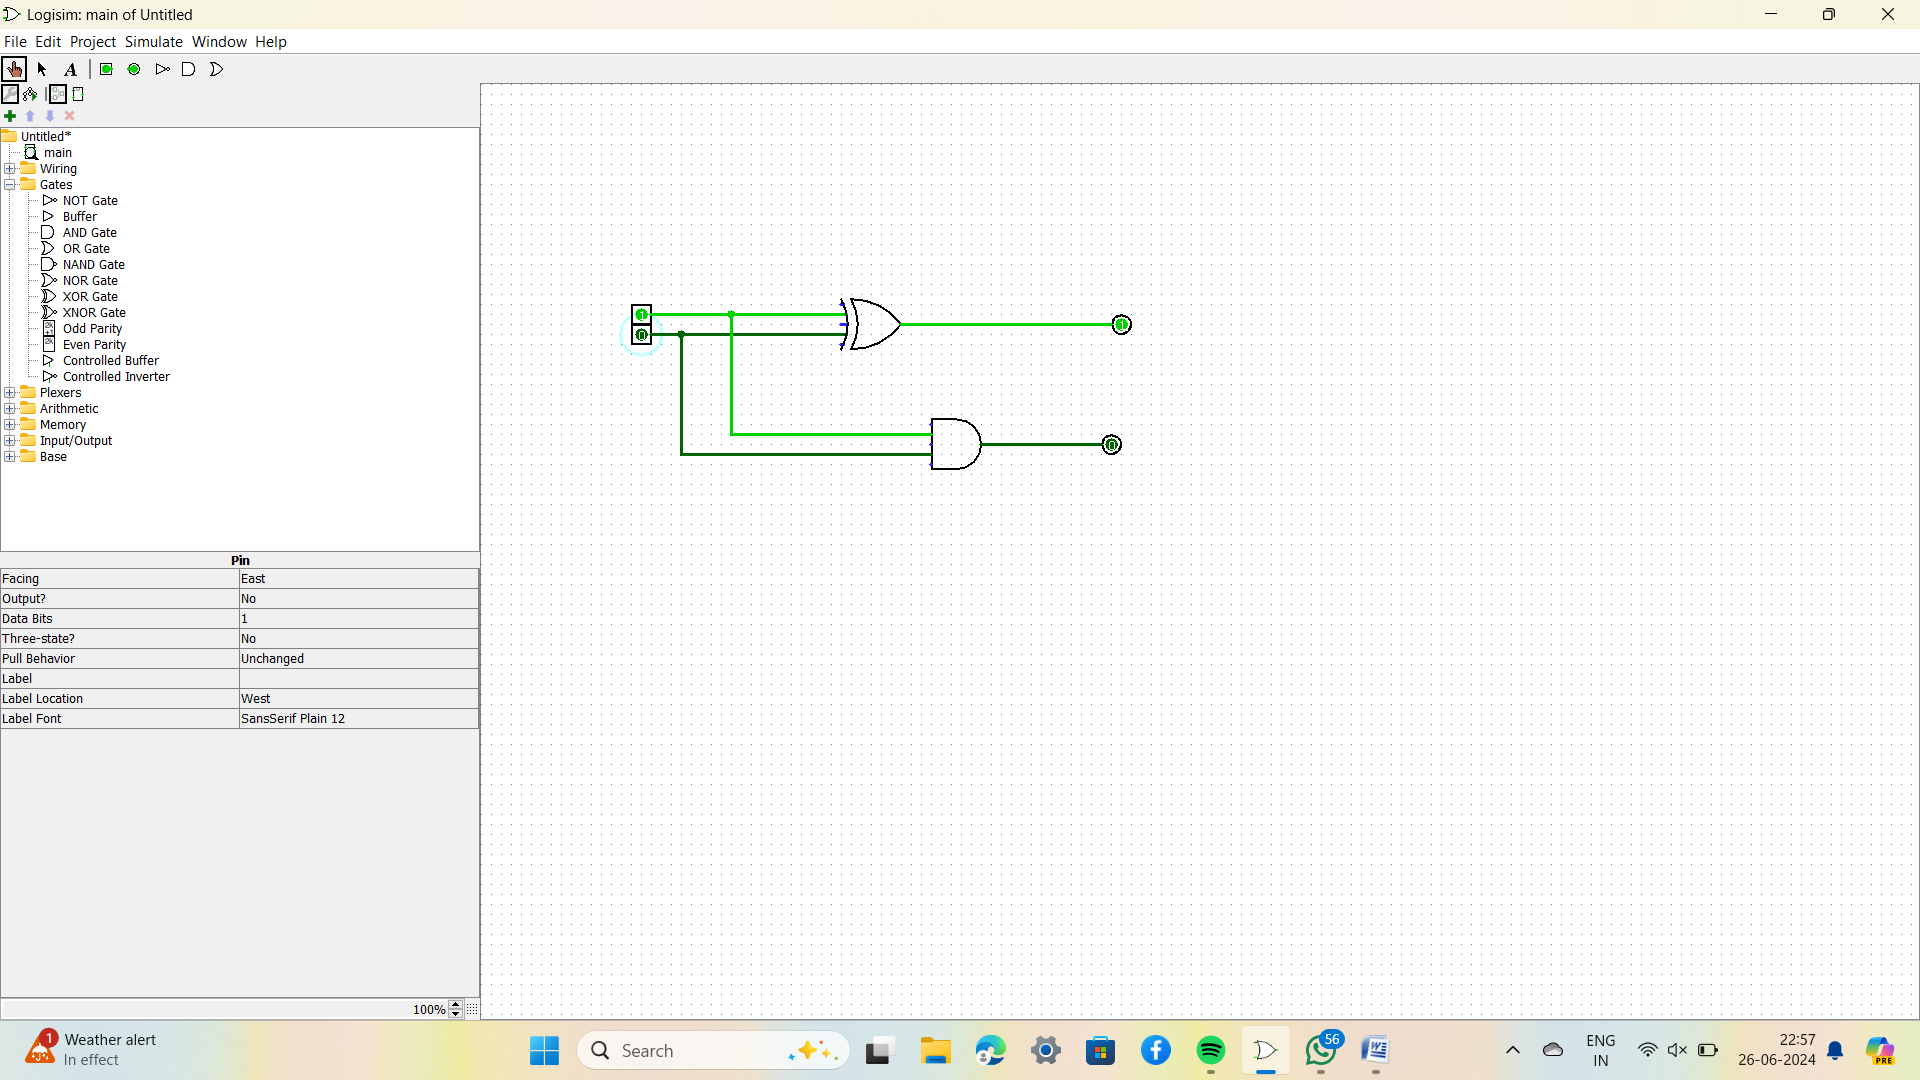 Logisim: main of Untitled
File Edit Project Simulate Window Help
A
Untitled*
main
Wiring
Gates
NOT Gate
Buffer
AND Gate
OR Gate
NAND Gate
NOR Gate
XOR Gate
XNOR Gate
Odd Parity
Even Parity
Controlled Buffer
Controlled Inverter
Plexers
Arithmetic
Memory
Input/Output
Base
1
0
1
0
Pin
Facing East
Output? No
Data Bits 1
Three-state? No
Pull Behavior Unchanged
Label
Label Location West
Label Font SansSerif Plain 12
100%
1
Weather alert
In effect
Search
56
ENG
IN
22:57
26-06-2024
PRE